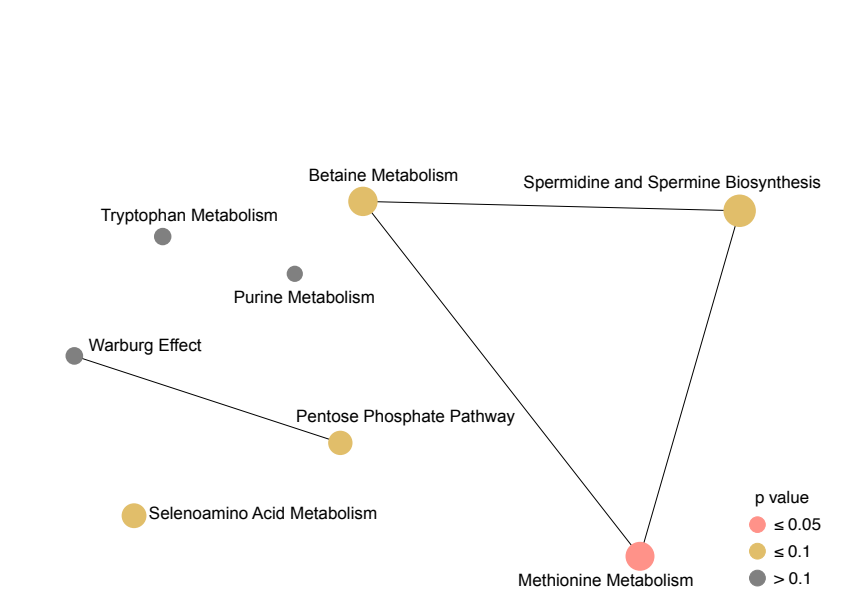 Betaine Metabolism
Spermidine and Spermine Biosynthesis
Tryptophan Metabolism
Purine Metabolism
Warburg Effect
Pentose Phosphate Pathway
Selenoamino Acid Metabolism
Methionine Metabolism
p value
≤ 0.05
≤ 0.1
> 0.1